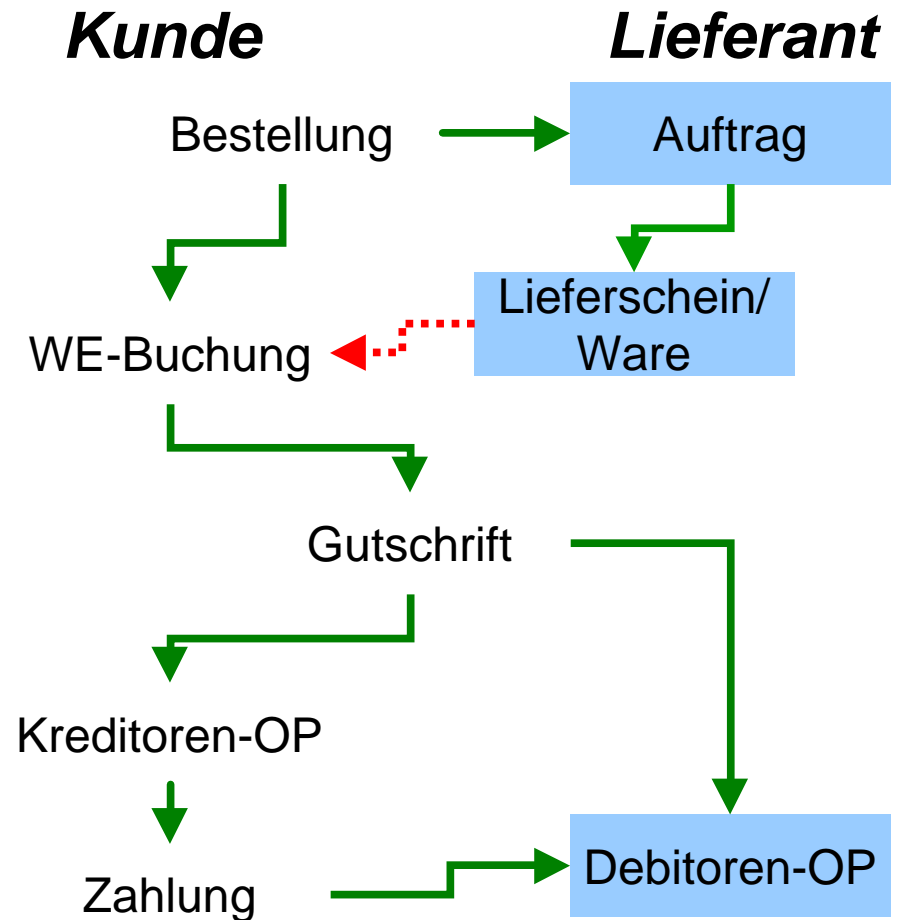 Kunde
Lieferant
Bestellung
Auftrag
Lieferschein/
Ware
WE-Buchung
Gutschrift
Kreditoren-OP
Zahlung
Debitoren-OP